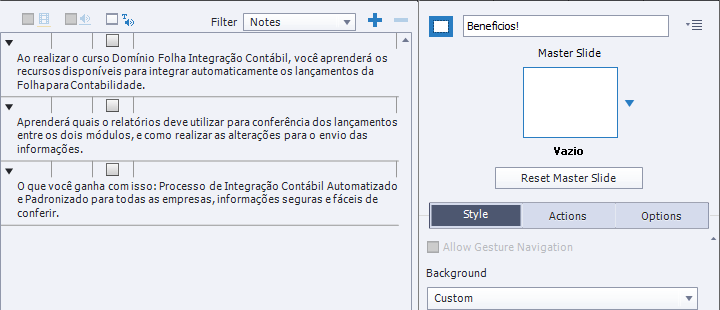 Filter Notes
Ao realizar o curso Domínio Folha Integração Contábil, você aprenderá os
recursos disponíveis para integrar automaticamente os lançamentos da
Folha para Contabilidade.
Aprenderá quais o relatórios deve utilizar para conferência dos lançamentos
entre os dois módulos, e como realizar as alterações para o envio das
informações.
O que você ganha com isso: Processo de Integração Contábil Automatizado
e Padronizado para todas as empresas, informações seguras e fáceis de
conferir.
Beneficios!
Master Slide
Vazio
Reset Master Slide
Style Actions Options
Allow Gesture Navigation
Background
Custom